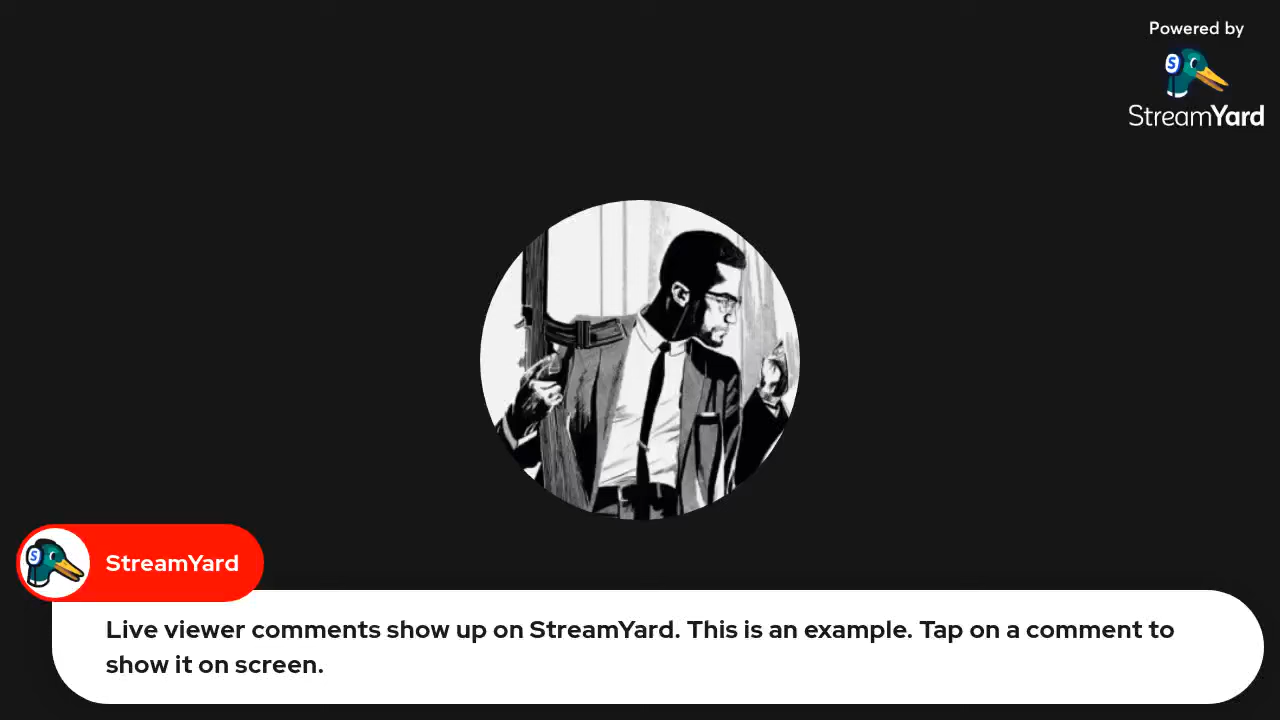 Powered by
StreamYard
StreamYard
Live viewer comments show up on StreamYard. This is an example. Tap on a comment to
show it on screen.